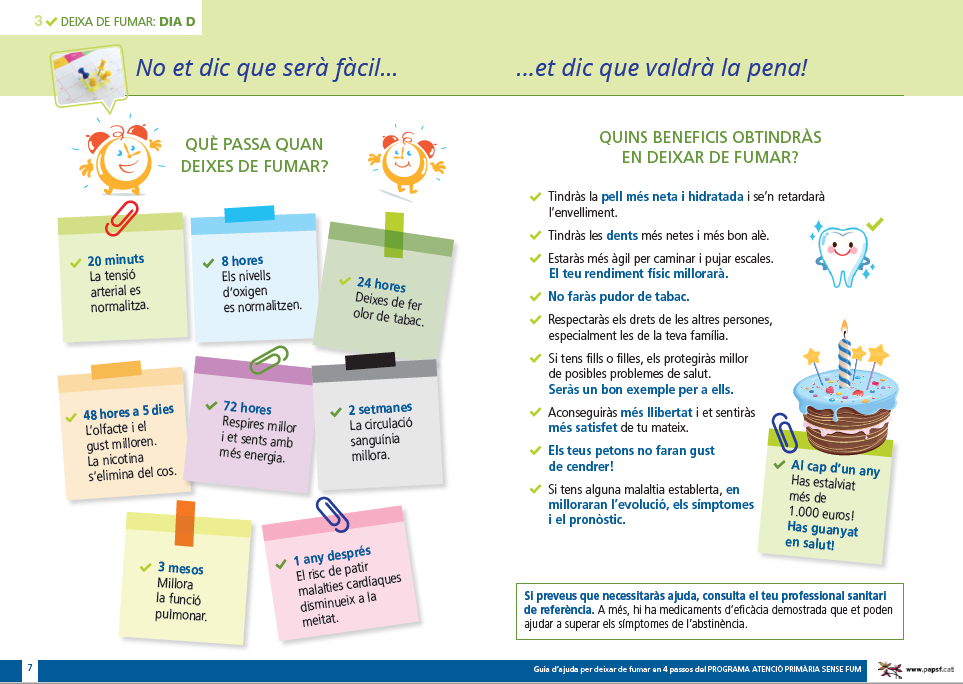 3 DEIXA DE FUMAR: DIA D
No et dic que serà fàcil...
...et dic que valdrà la pena!
QUÈ PASSA QUAN
DEIXES DE FUMAR?
20 minuts
La tensió
arterial es
normalitza.
8 hores
Els nivells
d'oxigen
es normalitzen.
24 hores
Deixes de fer
olor de tabac.
48 hores a 5 dies
L'olfacte i el
gust milloren.
La nicotina
s'elimina del cos.
72 hores
Respires millor
i et sents amb
més energia.
2 setmanes
La circulació
sanguínia
millora.
3 mesos
Millora
la funció
pulmonar.
1 any després
El risc de patir
malalties cardíaques
disminueix a la
meitat.
QUINS BENEFICIS OBTINDRÀS
EN DEIXAR DE FUMAR?
Tindràs la pell més neta i hidratada i se'n retardarà
l'envelliment.
Tindràs les dents més netes i més bon alè.
Estaràs més àgil per caminar i pujar escales.
El teu rendiment físic millorarà.
No faràs pudor de tabac.
Respectaràs els drets de les altres persones,
especialment les de la teva família.
Si tens fills o filles, els protegiràs millor
de posibles problemes de salut.
Seràs un bon exemple per a ells.
Aconseguiràs més llibertat i et sentiràs
més satisfet de tu mateix.
Els teus petons no faran gust
de cendrer!
Si tens alguna malaltia establerta, en
milloraran l'evolució, els símptomes
i el pronòstic.
Al cap d'un any
Has estalviat
més de
1.000 euros!
Has guanyat
en salut!
Si preveus que necessitaràs ajuda, consulta el teu professional sanitari
de referència. A més, hi ha medicaments d'eficàcia demostrada que et poden
ajudar a superar els símptomes de l'abstinència.
7
Guia d'ajuda per deixar de fumar en 4 passos del PROGRAMA ATENCIÓ PRIMÀRIA SENSE FUM
www.papsf.cat